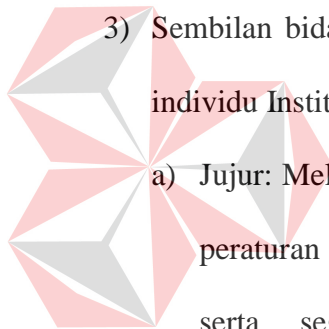 3) Sembilan bida
individu Instit
a) Jujur: Mel
peraturan
serta se